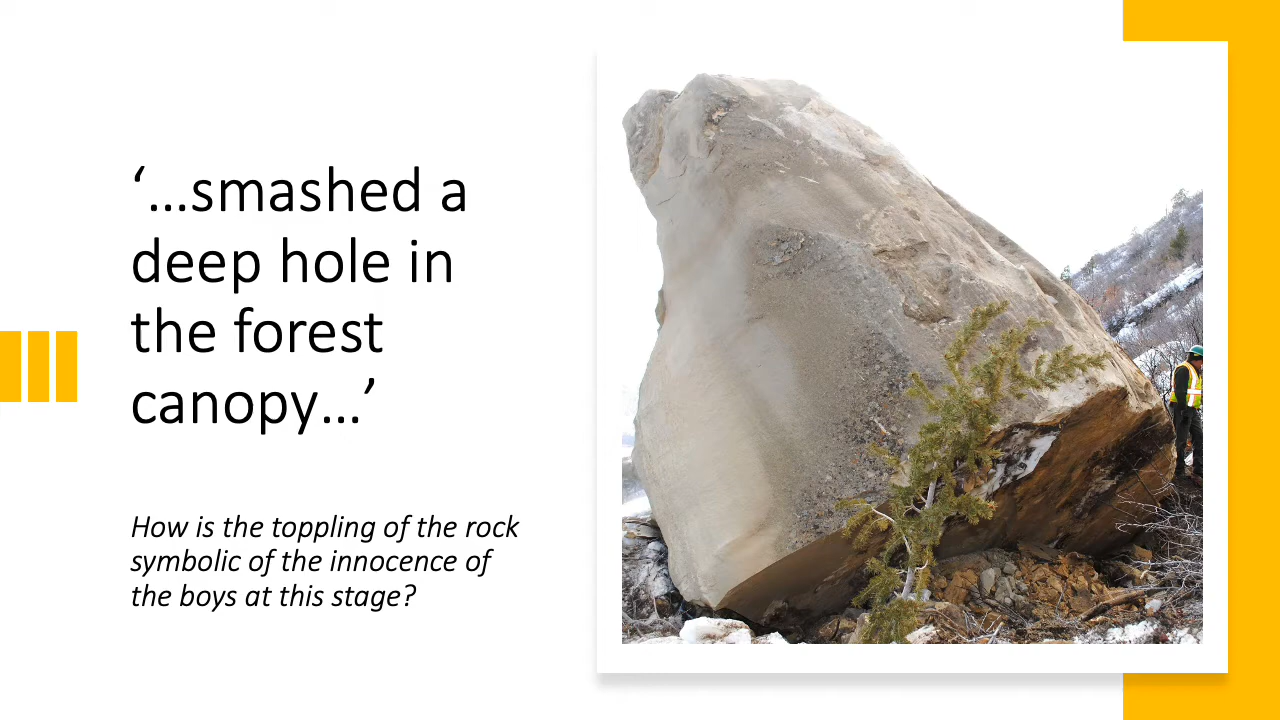 ‘…smashed a
deep hole in
the forest
canopy…’
How is the toppling of the rock
symbolic of the innocence of
the boys at this stage?